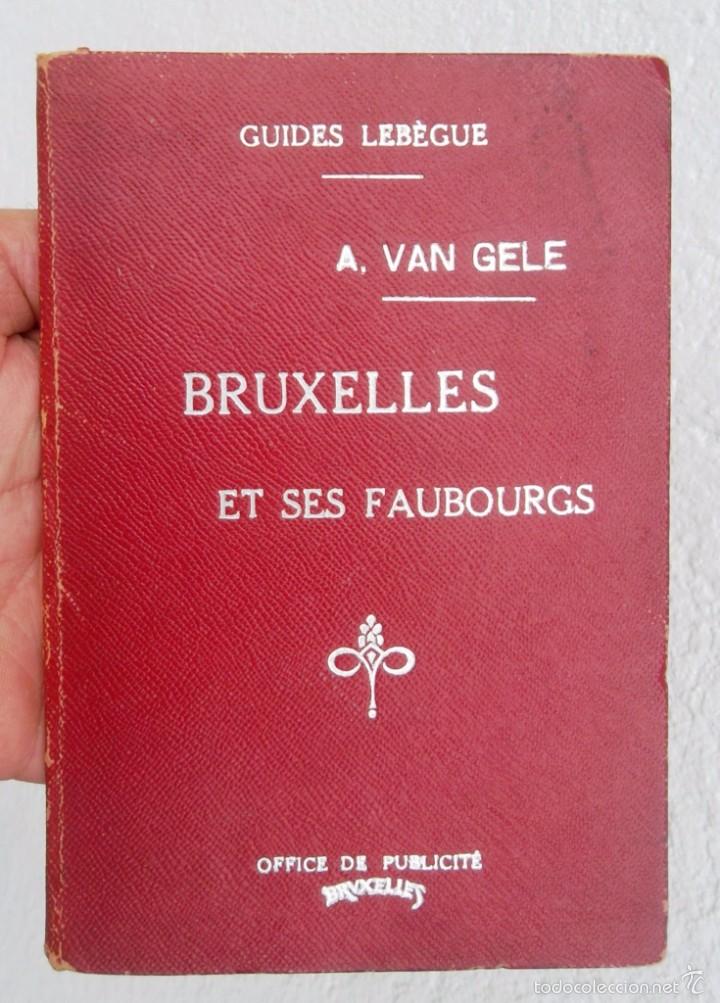 GUIDES LEBÈGUE
A. VAN GELE
BRUXELLES
ET SES FAUBOURGS
OFFICE DE PUBLICITÉ
BRUXELLES
todocoleccion.net